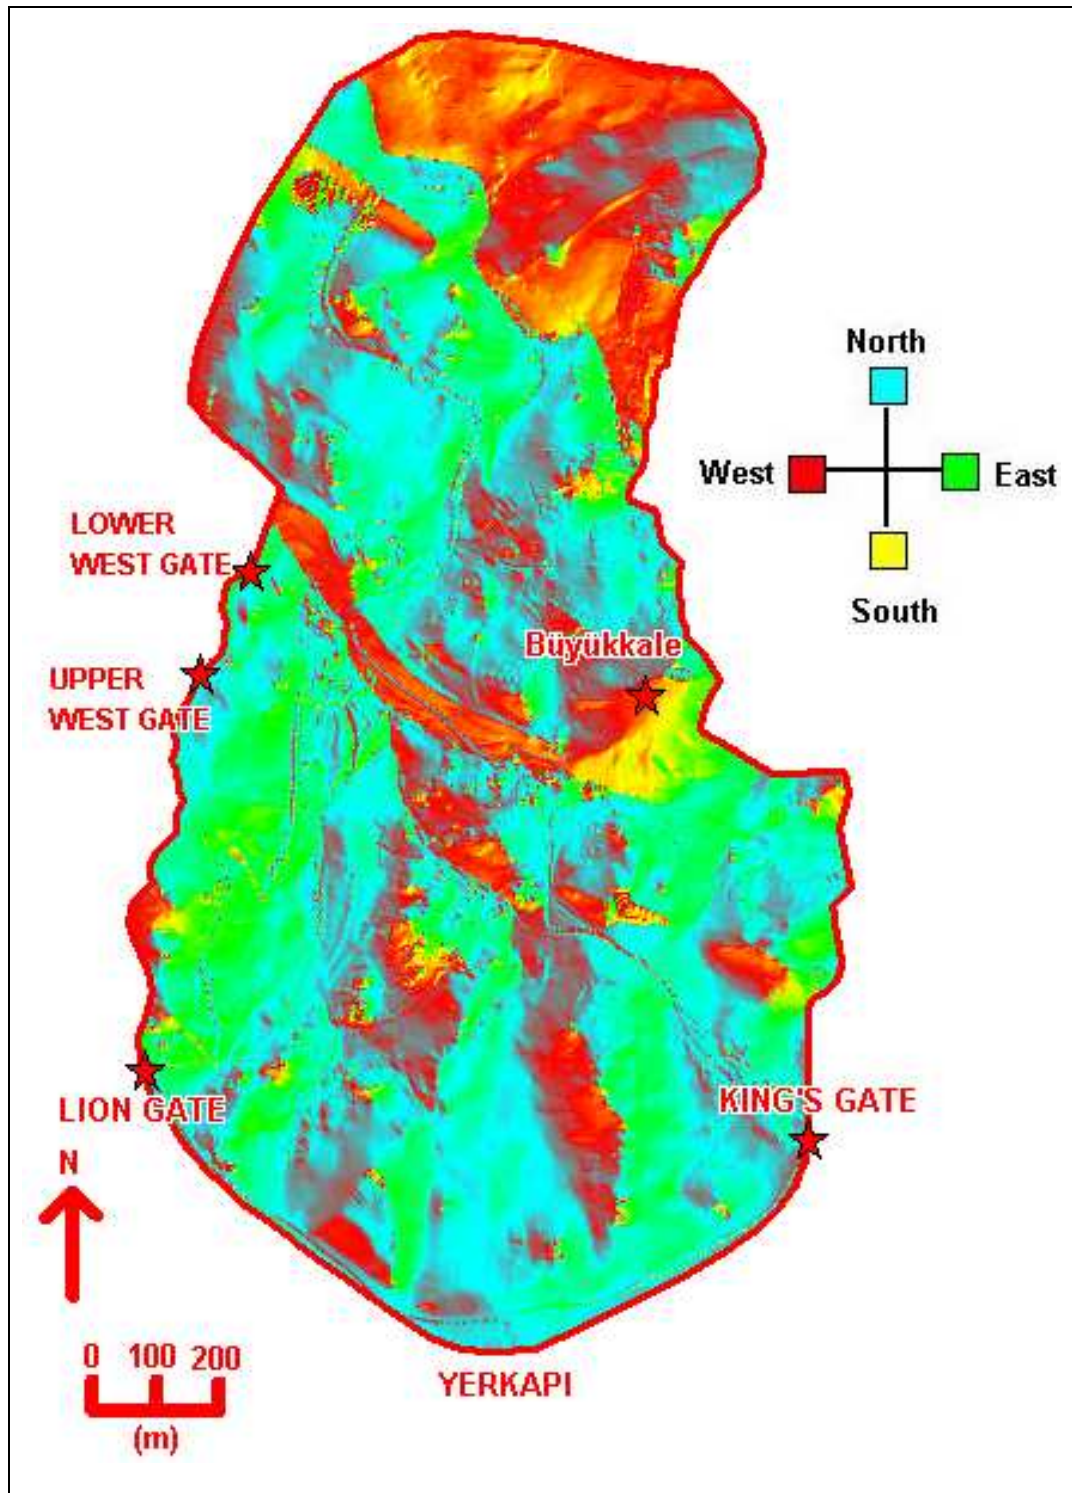 North
West
East
South
LOWER
WEST GATE
Büyükkale
UPPER
WEST GATE
LION GATE
KING'S GATE
N
0 100 200
(m)
YERKAPI